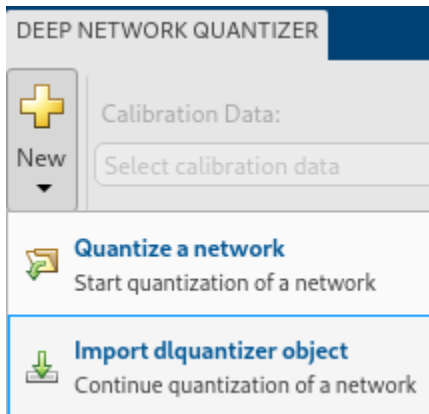 DEEP NETWORK QUANTIZER
New
Calibration Data:
Select calibration data
Quantize a network
Start quantization of a network
Import dlquantizer object
Continue quantization of a network